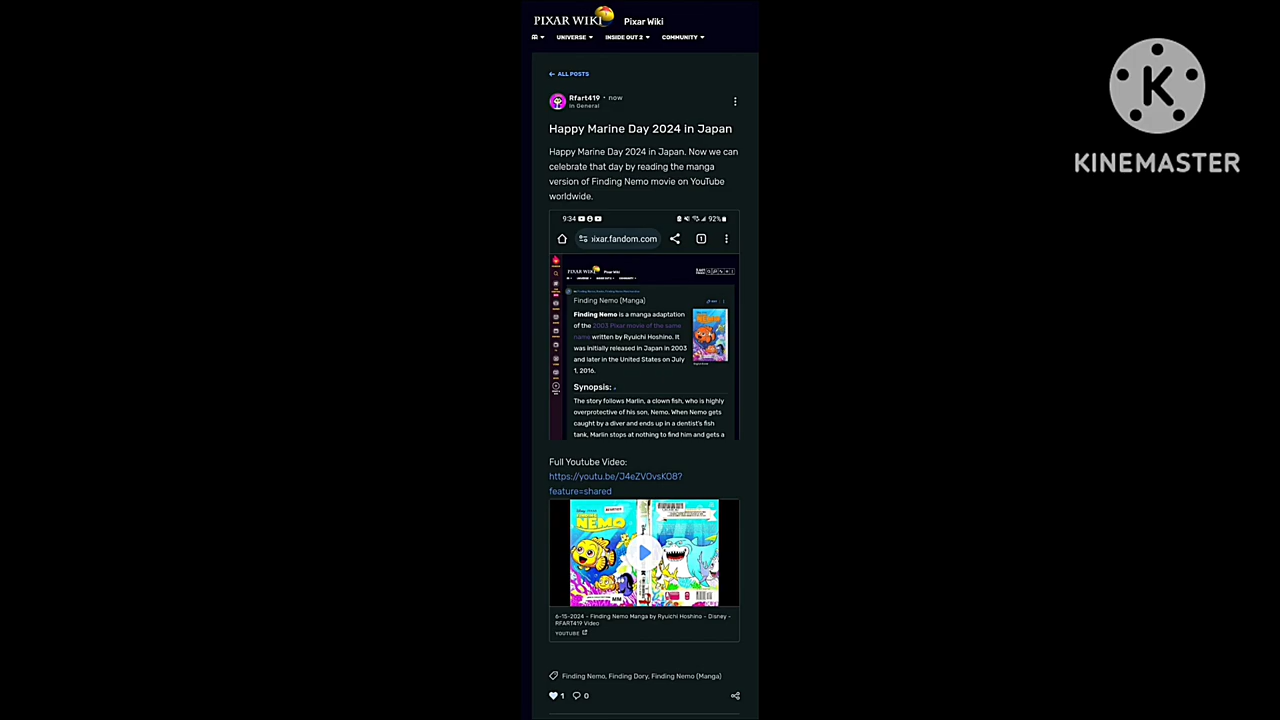 PIXAR WIKI
Pixar Wiki
UNIVERSE
INSIDE OUT 2
COMMUNITY
← ALL POSTS
Rfart419 • now
in General
Happy Marine Day 2024 in Japan
Happy Marine Day 2024 in Japan. Now we can
celebrate that day by reading the manga
version of Finding Nemo movie on YouTube
worldwide.
9:34
92%
pixar.fandom.com
PIXAR WIKI
Pixar Wiki
Finding Nemo (Manga)
Finding Nemo is a manga adaptation
of the 2003 Pixar movie of the same
name written by Ryuichi Hoshino. It
was initially released in Japan in 2003
and later in the United States on July
1, 2016.
Synopsis:
The story follows Marlin, a clown fish, who is highly
overprotective of his son, Nemo. When Nemo gets
caught by a diver and ends up in a dentist's fish
tank, Marlin stops at nothing to find him and gets a
Full Youtube Video:
https://youtu.be/J4eZVOvsKO8?
feature=shared
NEMO
6-15-2024 - Finding Nemo Manga by Ryuichi Hoshino - Disney -
RFART419 Video
YOUTUBE
Finding Nemo, Finding Dory, Finding Nemo (Manga)
1
0
KINEMASTER